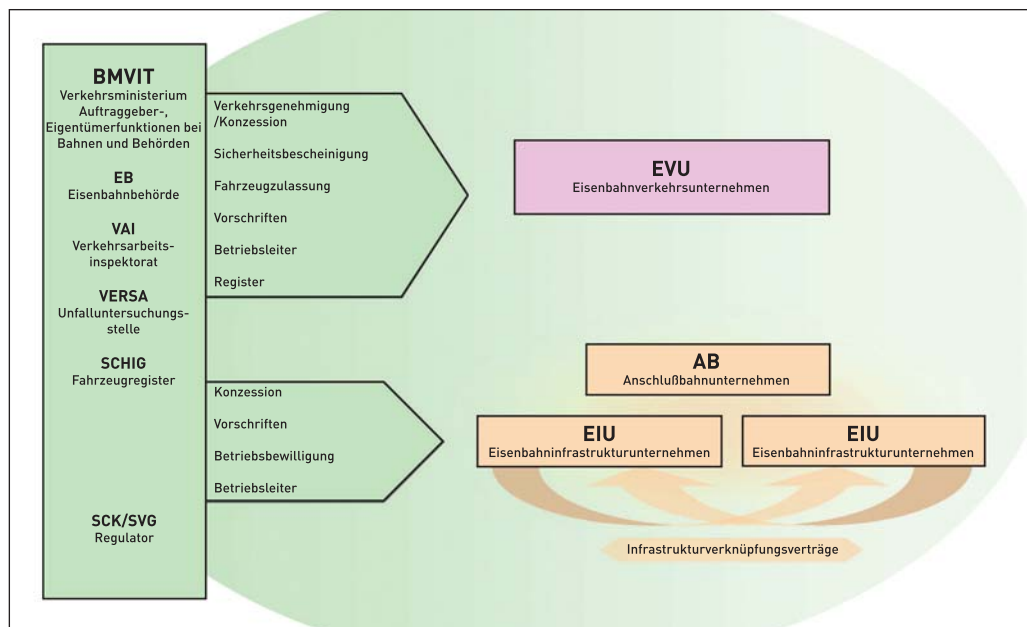 BMVIT
Verkehrsministerium
Auftraggeber-,
Eigentümerfunktionen bei
Bahnen und Behörden
EB
Eisenbahnbehörde
VAI
Verkehrsarbeits-
inspektorat
VERSA
Unfalluntersuchungs-
stelle
SCHIG
Fahrzeugregister
SCK/SVG
Regulator
Verkehrsgenehmigung
/Konzession
Sicherheitsbescheinigung
Fahrzeugzulassung
Vorschriften
Betriebsleiter
Register
Konzession
Vorschriften
Betriebsbewilligung
Betriebsleiter
EVU
Eisenbahnverkehrsunternehmen
AB
Anschlußbahnunternehmen
EIU
Eisenbahninfrastrukturunternehmen
EIU
Eisenbahninfrastrukturunternehmen
Infrastrukturverknüpfungsverträge